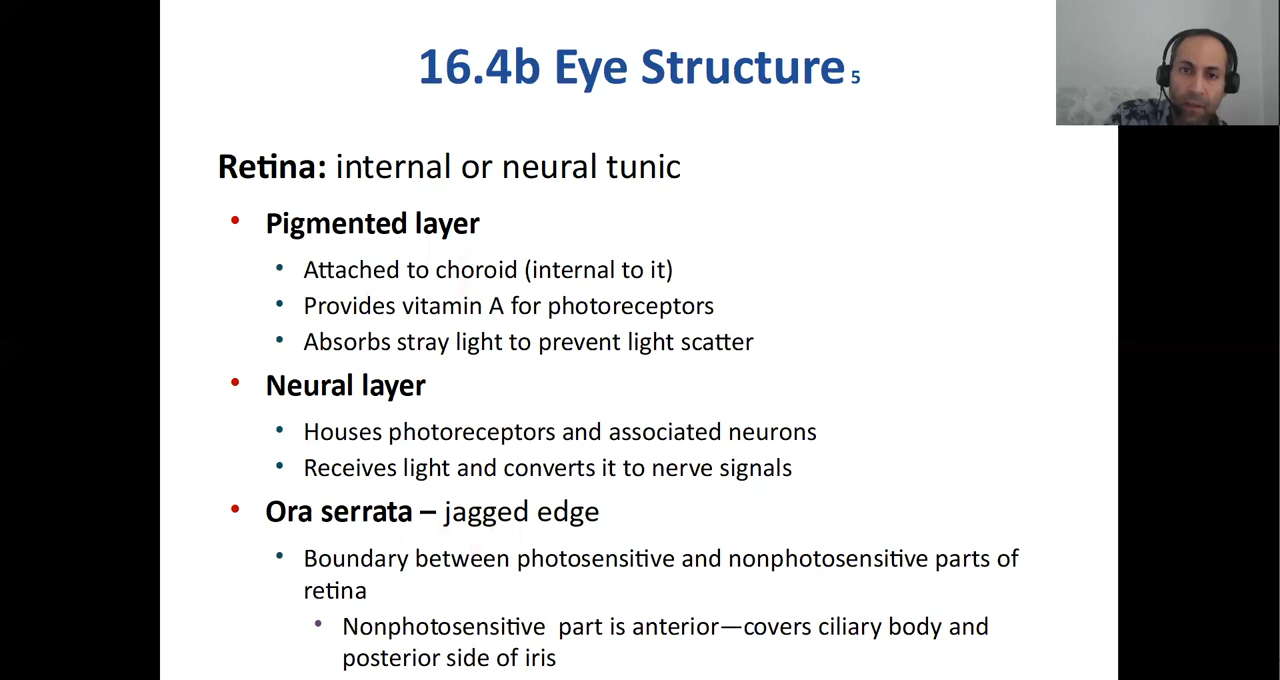 16.4b Eye Structure 5
Retina: internal or neural tunic
• Pigmented layer
• Attached to choroid (internal to it)
• Provides vitamin A for photoreceptors
• Absorbs stray light to prevent light scatter
• Neural layer
• Houses photoreceptors and associated neurons
• Receives light and converts it to nerve signals
• Ora serrata – jagged edge
• Boundary between photosensitive and nonphotosensitive parts of
retina
• Nonphotosensitive part is anterior—covers ciliary body and
posterior side of iris